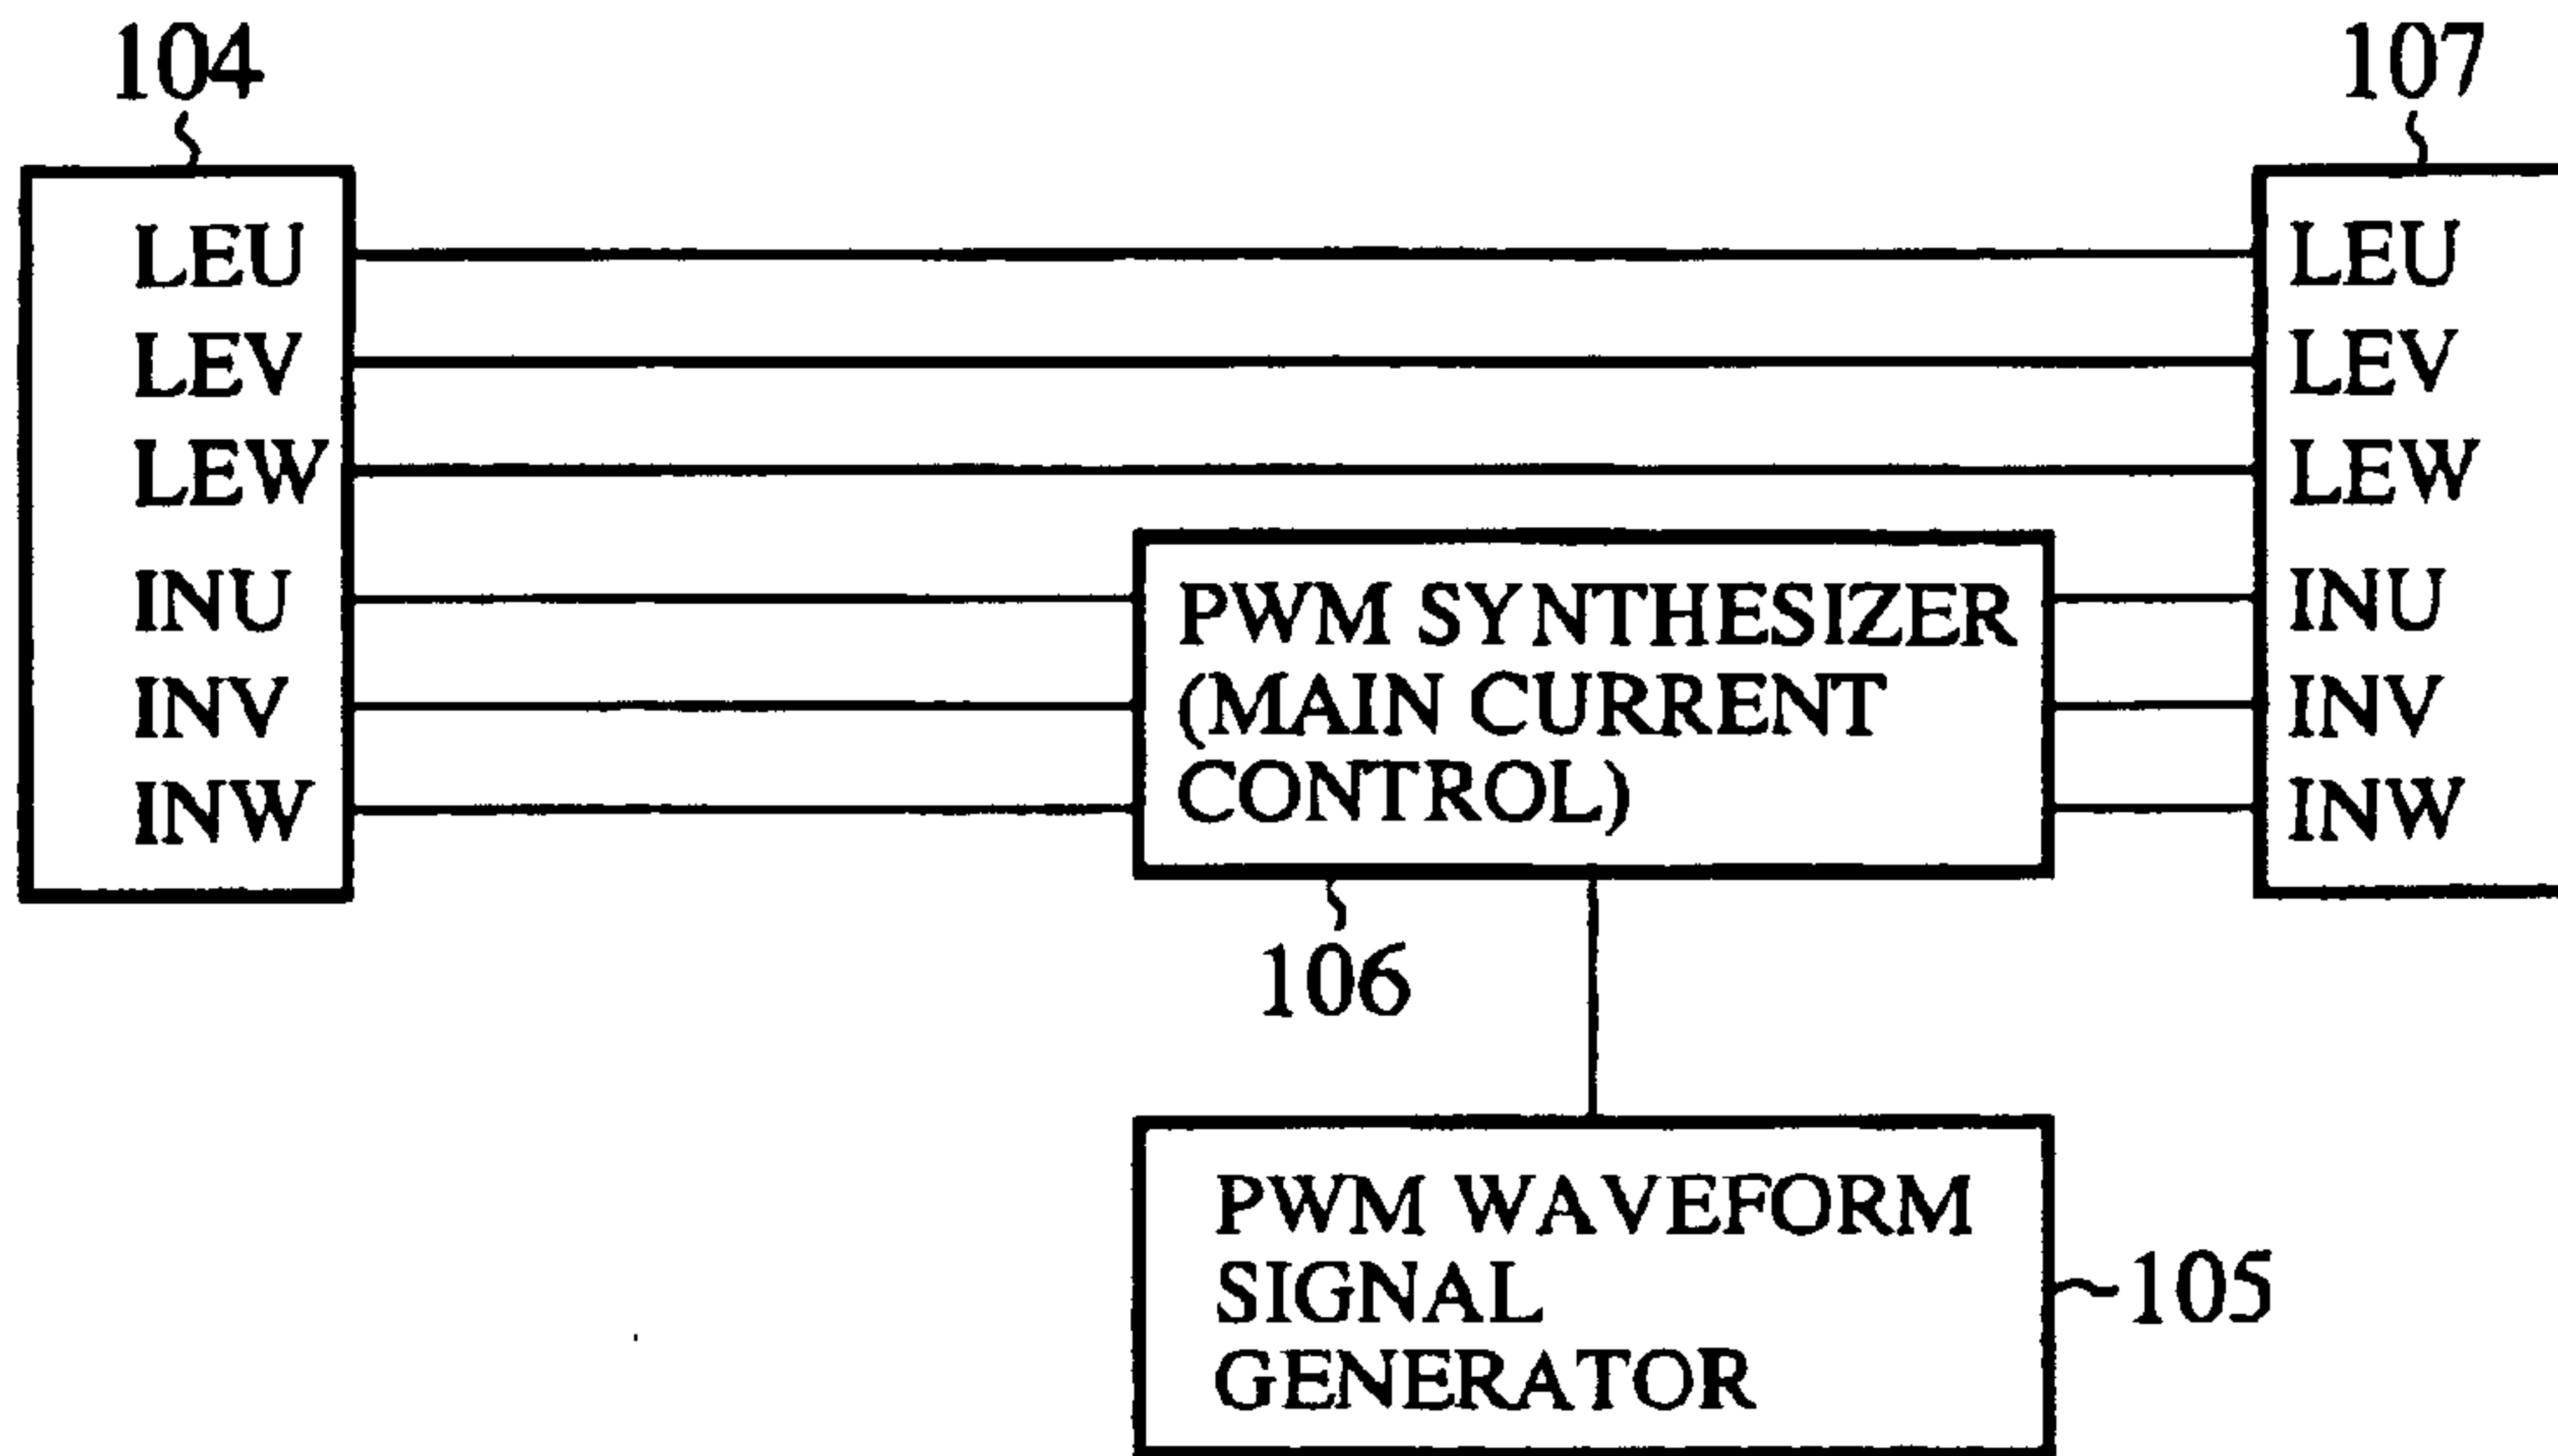 104
107
LEU
LEV
LEW
INU
INV
INW
PWM SYNTHESIZER
(MAIN CURRENT
CONTROL)
LEU
LEV
LEW
INU
INV
INW
106
PWM WAVEFORM
SIGNAL
GENERATOR
105